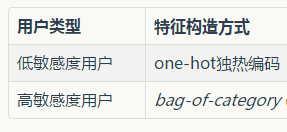 用户类型 特征构造方式
低敏感度用户 one-hot独热编码
高敏感度用户 bag-of-category